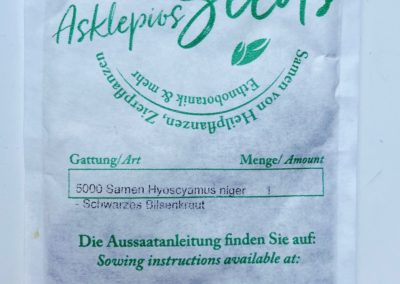 Asklepios Seeds
Samen von Heilpflanzen, Zierpflanzen
Ethnobotanik & mehr
Gattung/Art Menge/Amount
5000 Samen Hyoscyamus niger 1
- Schwarzes Bilsenkraut
Die Aussaatanleitung finden Sie auf:
Sowing instructions available at: